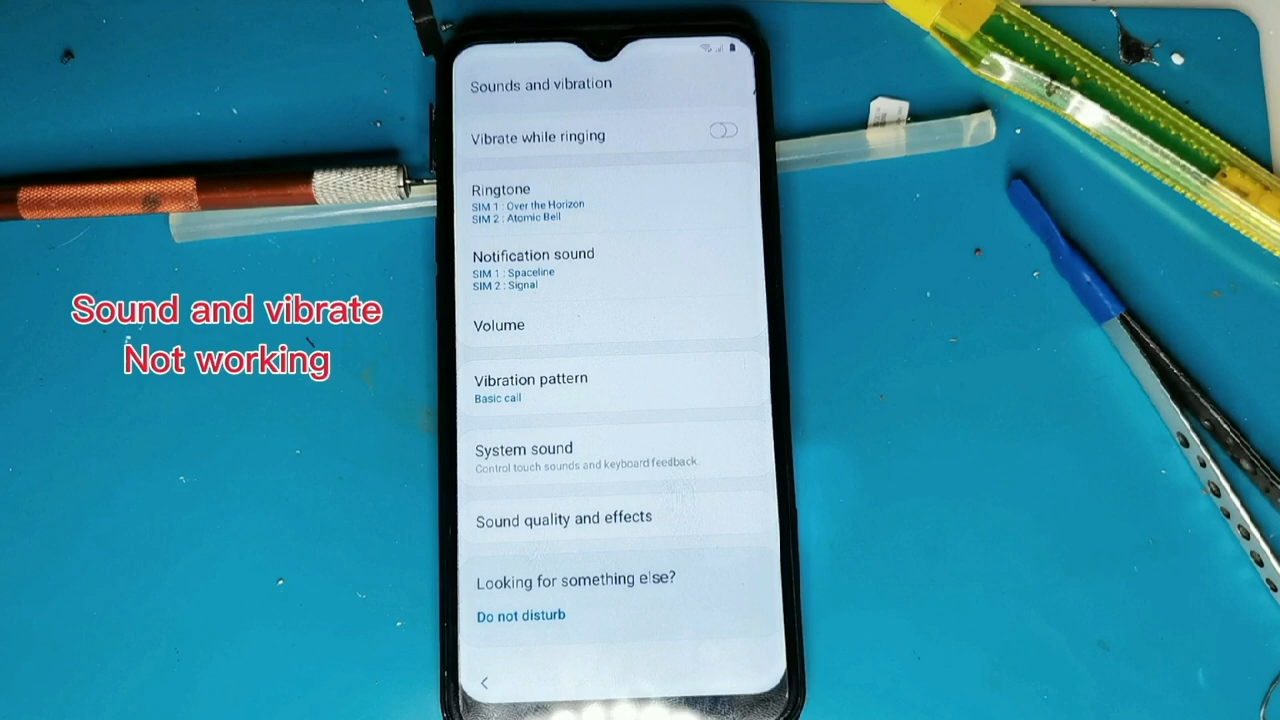 Sounds and vibration
Vibrate while ringing
Ringtone
SIM 1 : Over the Horizon
SIM 2 : Atomic Bell
Notification sound
SIM 1 : Spaceline
SIM 2 : Signal
Volume
Vibration pattern
Basic call
System sound
Control touch sounds and keyboard feedback.
Sound quality and effects
Looking for something else?
Do not disturb
Sound and vibrate
Not working